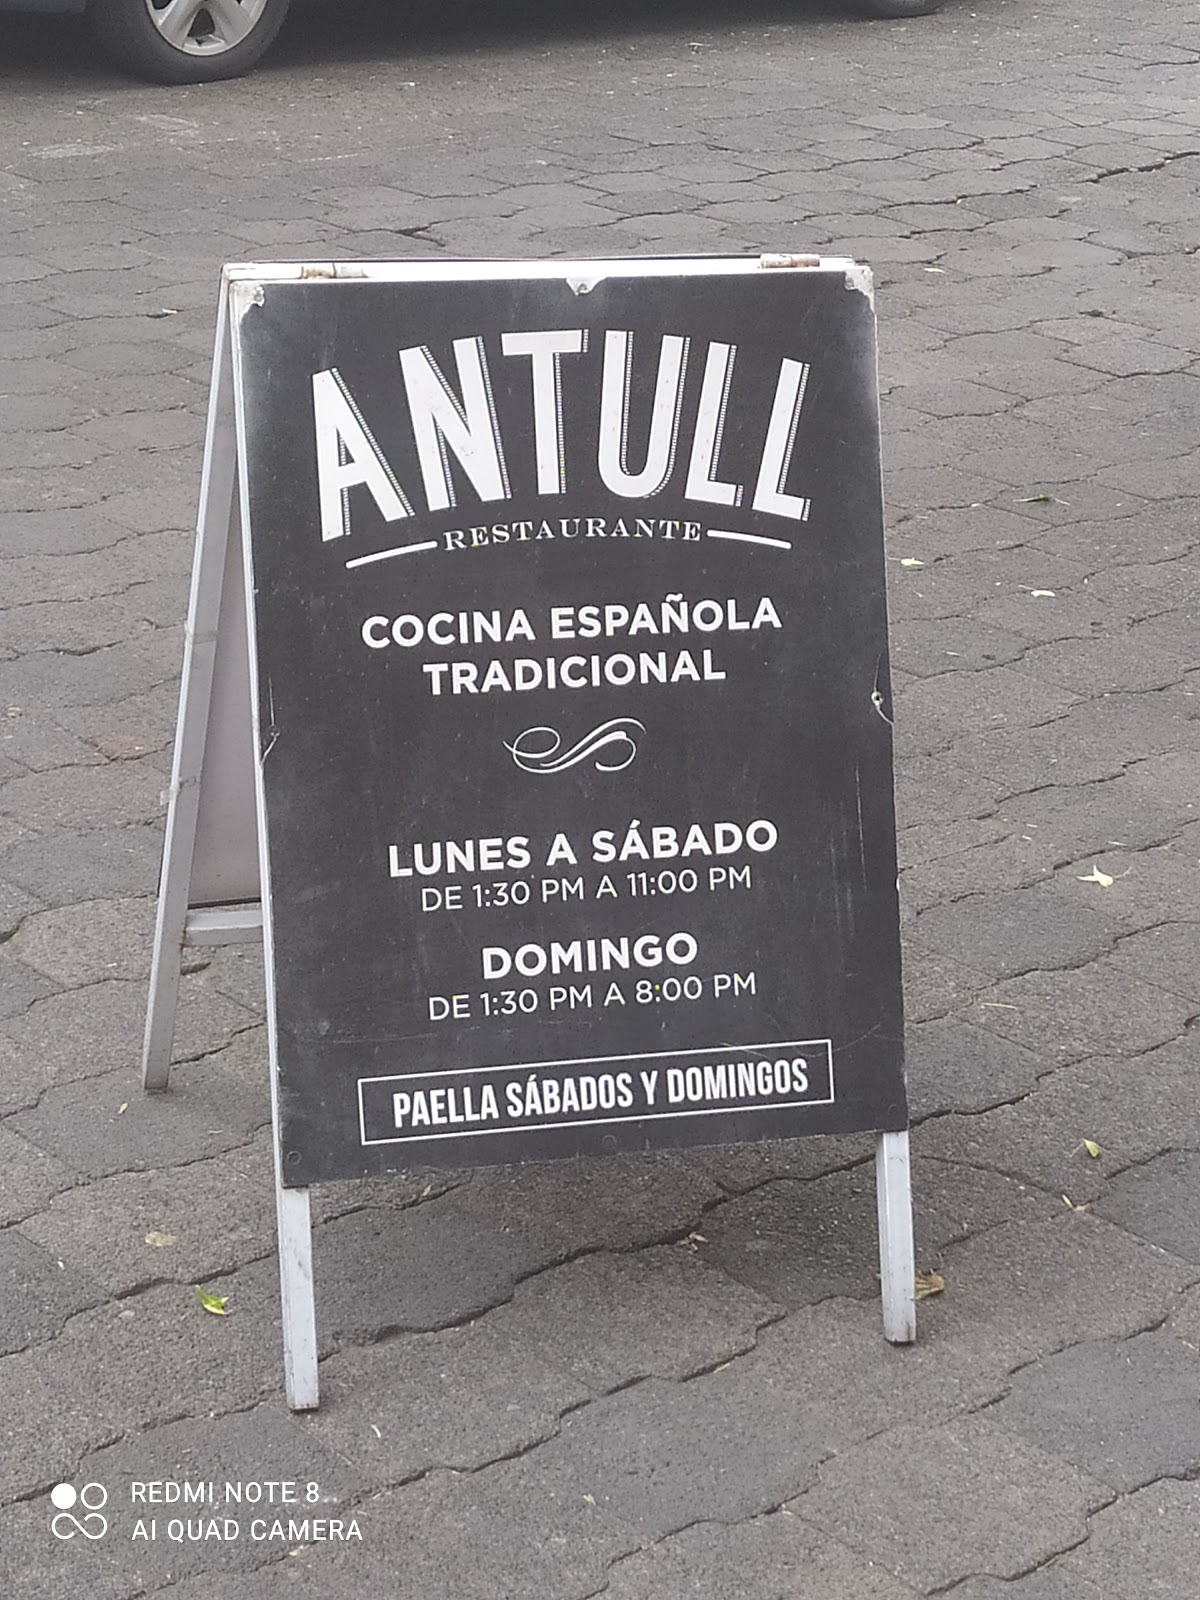 ANTULL
RESTAURANTE
COCINA ESPAÑOLA
TRADICIONAL
LUNES A SÁBADO
DE 1:30 PM A 11:00 PM
DOMINGO
DE 1:30 PM A 8:00 PM
PAELLA SÁBADOS Y DOMINGOS
REDMI NOTE 8
AI QUAD CAMERA